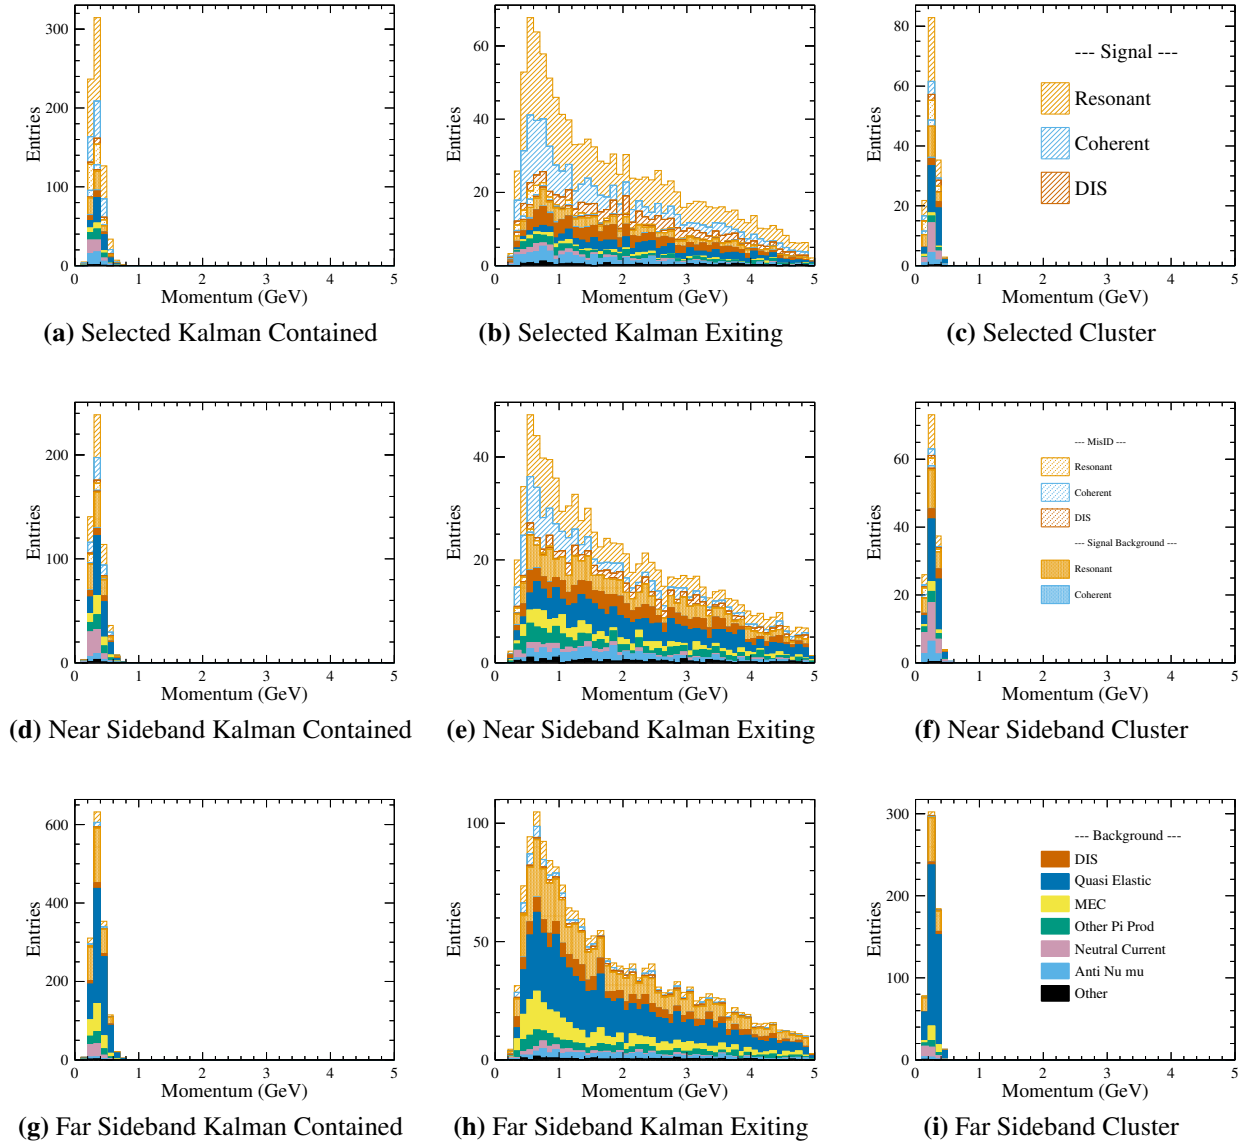 300
200
100
0
Entries
0 1 2 3 4 5
Momentum (GeV)
(a) Selected Kalman Contained
60
40
20
0
Entries
0 1 2 3 4 5
Momentum (GeV)
(b) Selected Kalman Exiting
80
60
40
20
0
Entries
--- Signal ---
Resonant
Coherent
DIS
0 1 2 3 4 5
Momentum (GeV)
(c) Selected Cluster
200
100
0
Entries
0 1 2 3 4 5
Momentum (GeV)
(d) Near Sideband Kalman Contained
40
20
0
Entries
0 1 2 3 4 5
Momentum (GeV)
(e) Near Sideband Kalman Exiting
60
40
20
0
Entries
--- MisID ---
Resonant
Coherent
DIS
--- Signal Background ---
Resonant
Coherent
0 1 2 3 4 5
Momentum (GeV)
(f) Near Sideband Cluster
600
400
200
0
Entries
0 1 2 3 4 5
Momentum (GeV)
(g) Far Sideband Kalman Contained
100
50
0
Entries
0 1 2 3 4 5
Momentum (GeV)
(h) Far Sideband Kalman Exiting
300
200
100
0
Entries
--- Background ---
DIS
Quasi Elastic
MEC
Other Pi Prod
Neutral Current
Anti Nu mu
Other
0 1 2 3 4 5
Momentum (GeV)
(i) Far Sideband Cluster